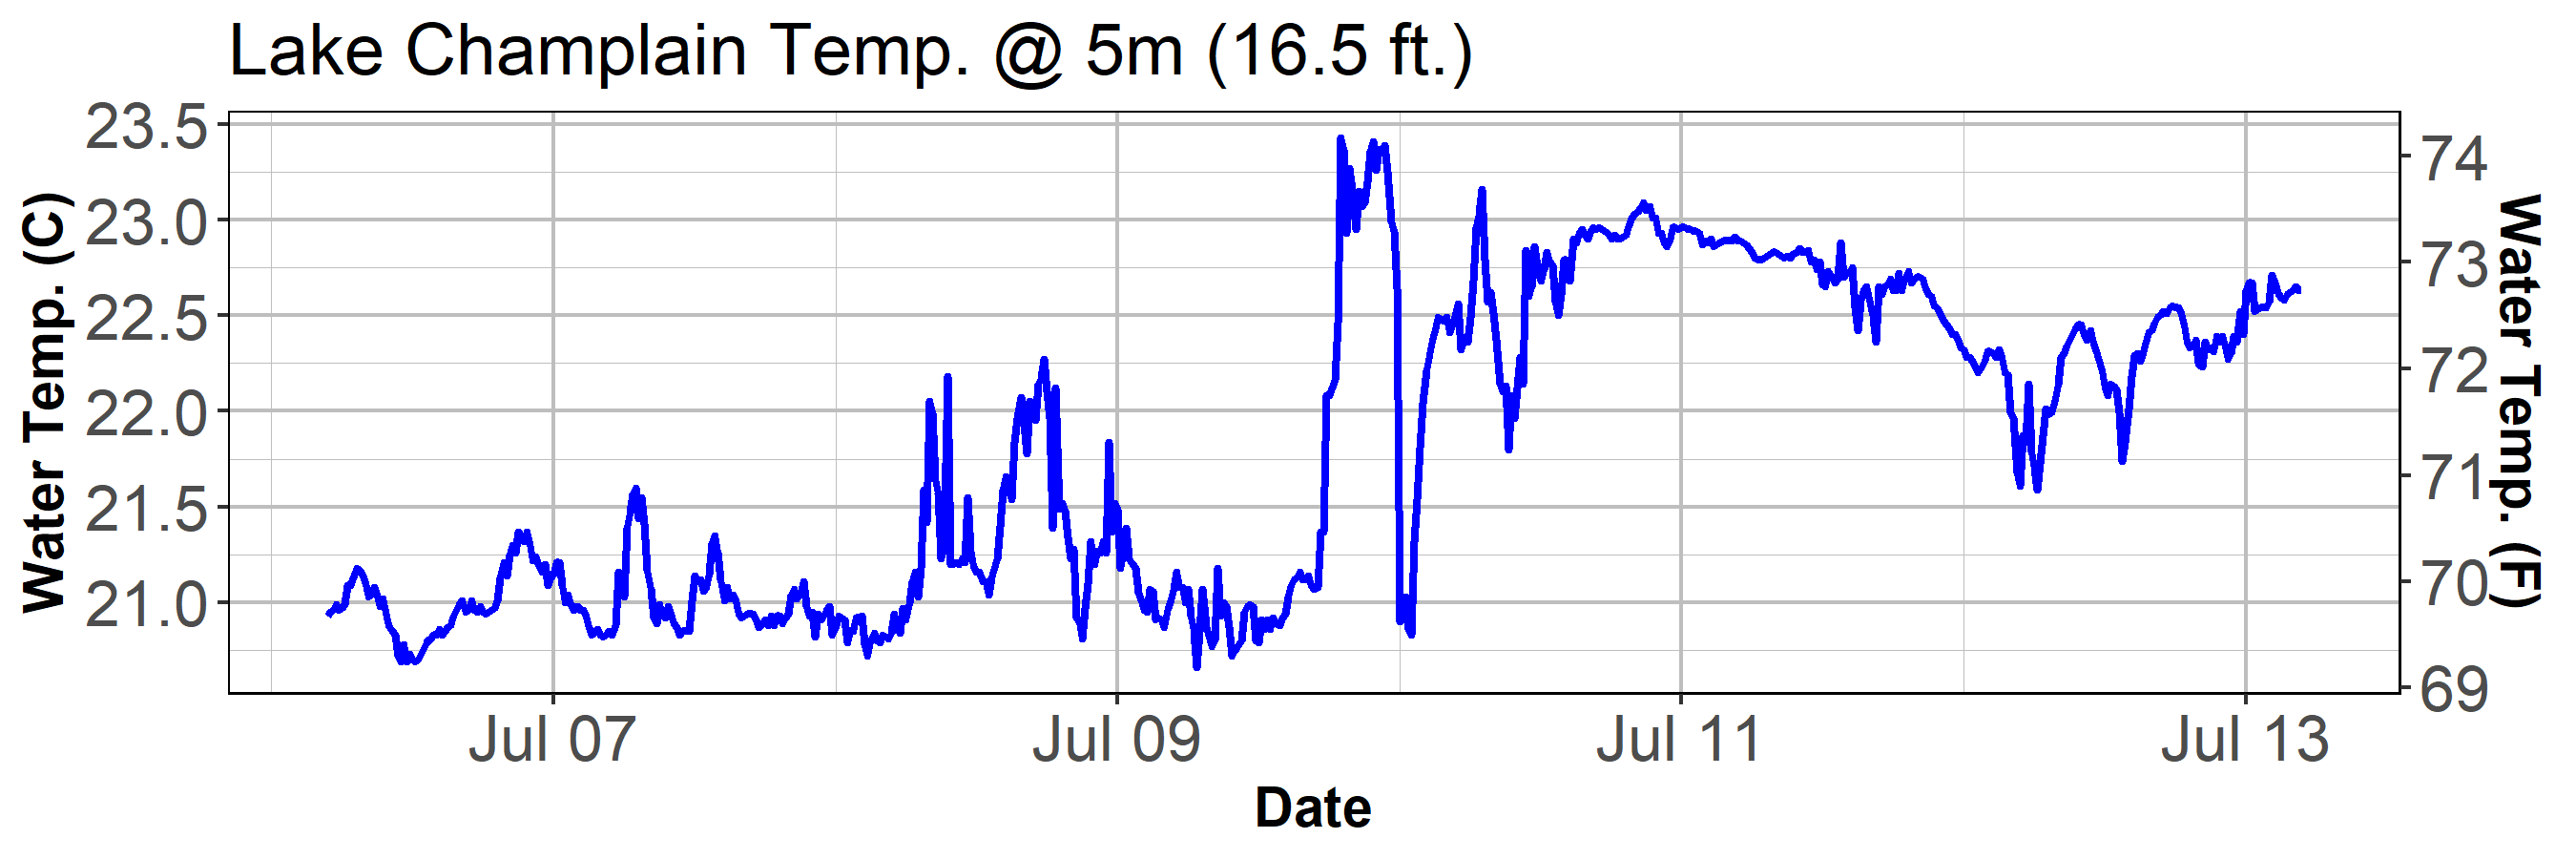 Lake Champlain Temp. @ 5m (16.5 ft.)
Water Temp. (C)
23.5
23.0
22.5
22.0
21.5
21.0
74
73
72
71
70
69
Water Temp. (F)
Jul 07 Jul 09 Jul 11 Jul 13
Date